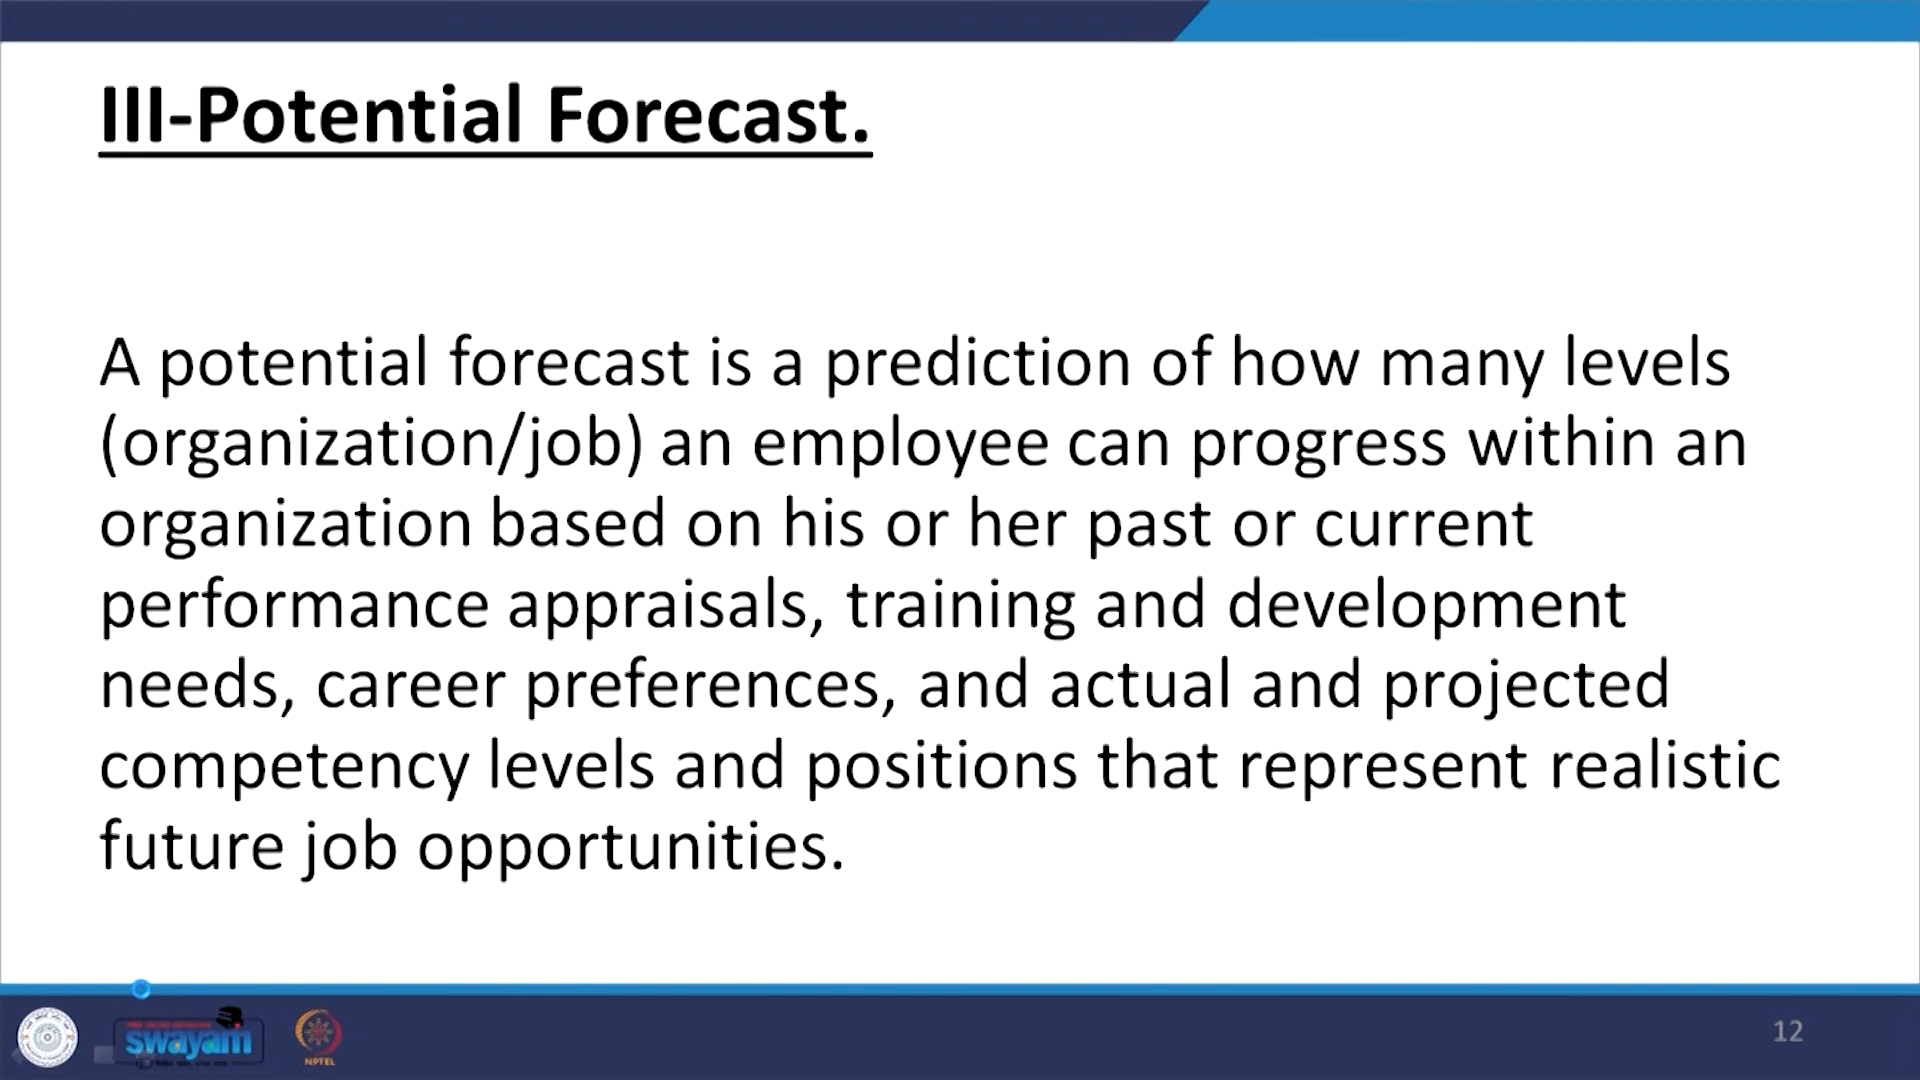 III-Potential Forecast.
A potential forecast is a prediction of how many levels
(organization/job) an employee can progress within an
organization based on his or her past or current
performance appraisals, training and development
needs, career preferences, and actual and projected
competency levels and positions that represent realistic
future job opportunities.
swayam
NPTEL
12